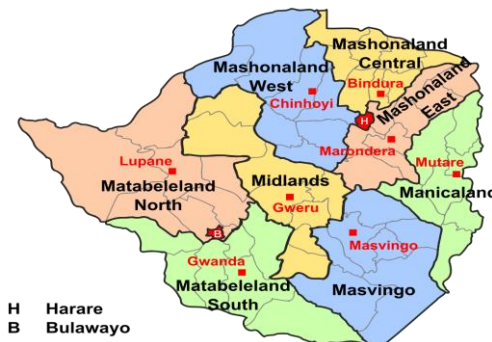 Mashonaland
Central
Bindura
Mashonaland
West
Chinhoyi
Mashonaland
East
H
Marondera
Lupane
Matabeleland
North
Midlands
Gweru
Mutare
Manicaland
B
Masvingo
Gwanda
Matabeleland
South
Masvingo
H Harare
B Bulawayo